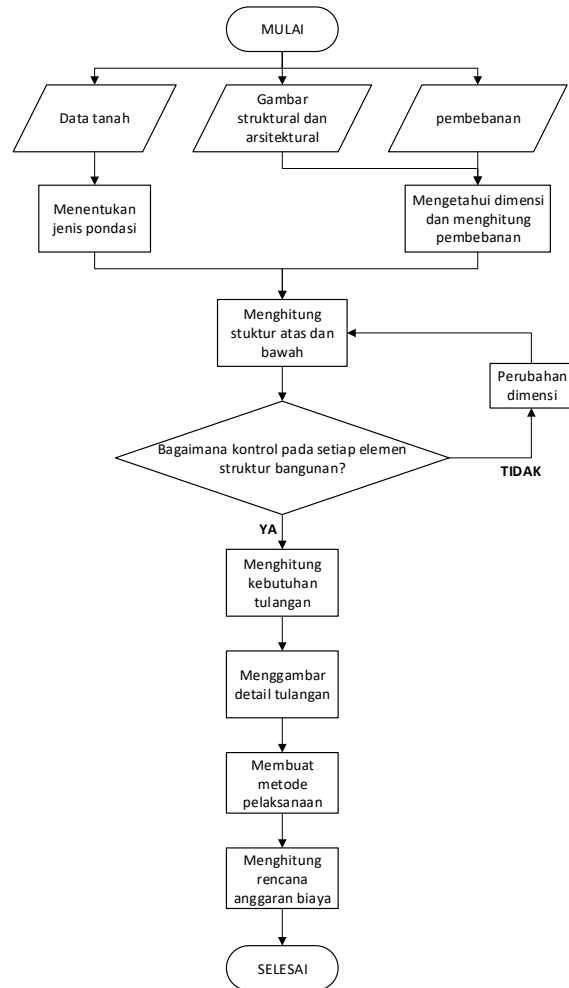 MULAI
Data tanah
Gambar
struktural dan
arsitektural
pembebanan
Menentukan
jenis pondasi
Mengetahui dimensi
dan menghitung
pembebanan
Menghitung
stuktur atas dan
bawah
Perubahan
dimensi
Bagaimana kontrol pada setiap elemen
struktur bangunan?
TIDAK
YA
Menghitung
kebutuhan
tulangan
Menggambar
detail tulangan
Membuat
metode
pelaksanaan
Menghitung
rencana
anggaran biaya
SELESAI